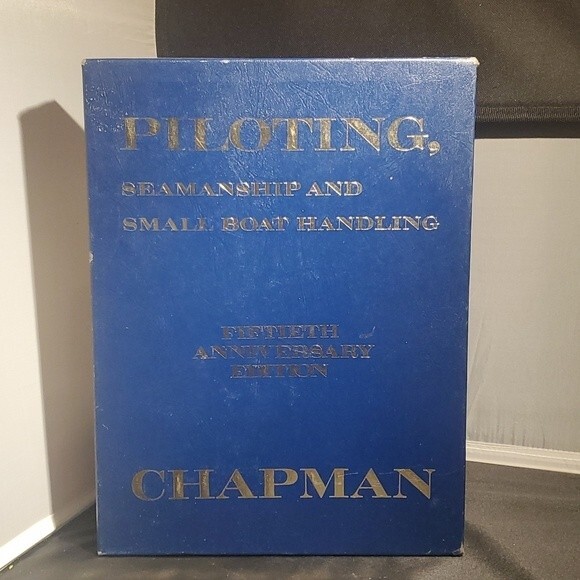 PILOTING,
SEAMANSHIP AND
SMALL BOAT HANDLING
FIFTIETH
ANNIVERSARY
EDITION
CHAPMAN